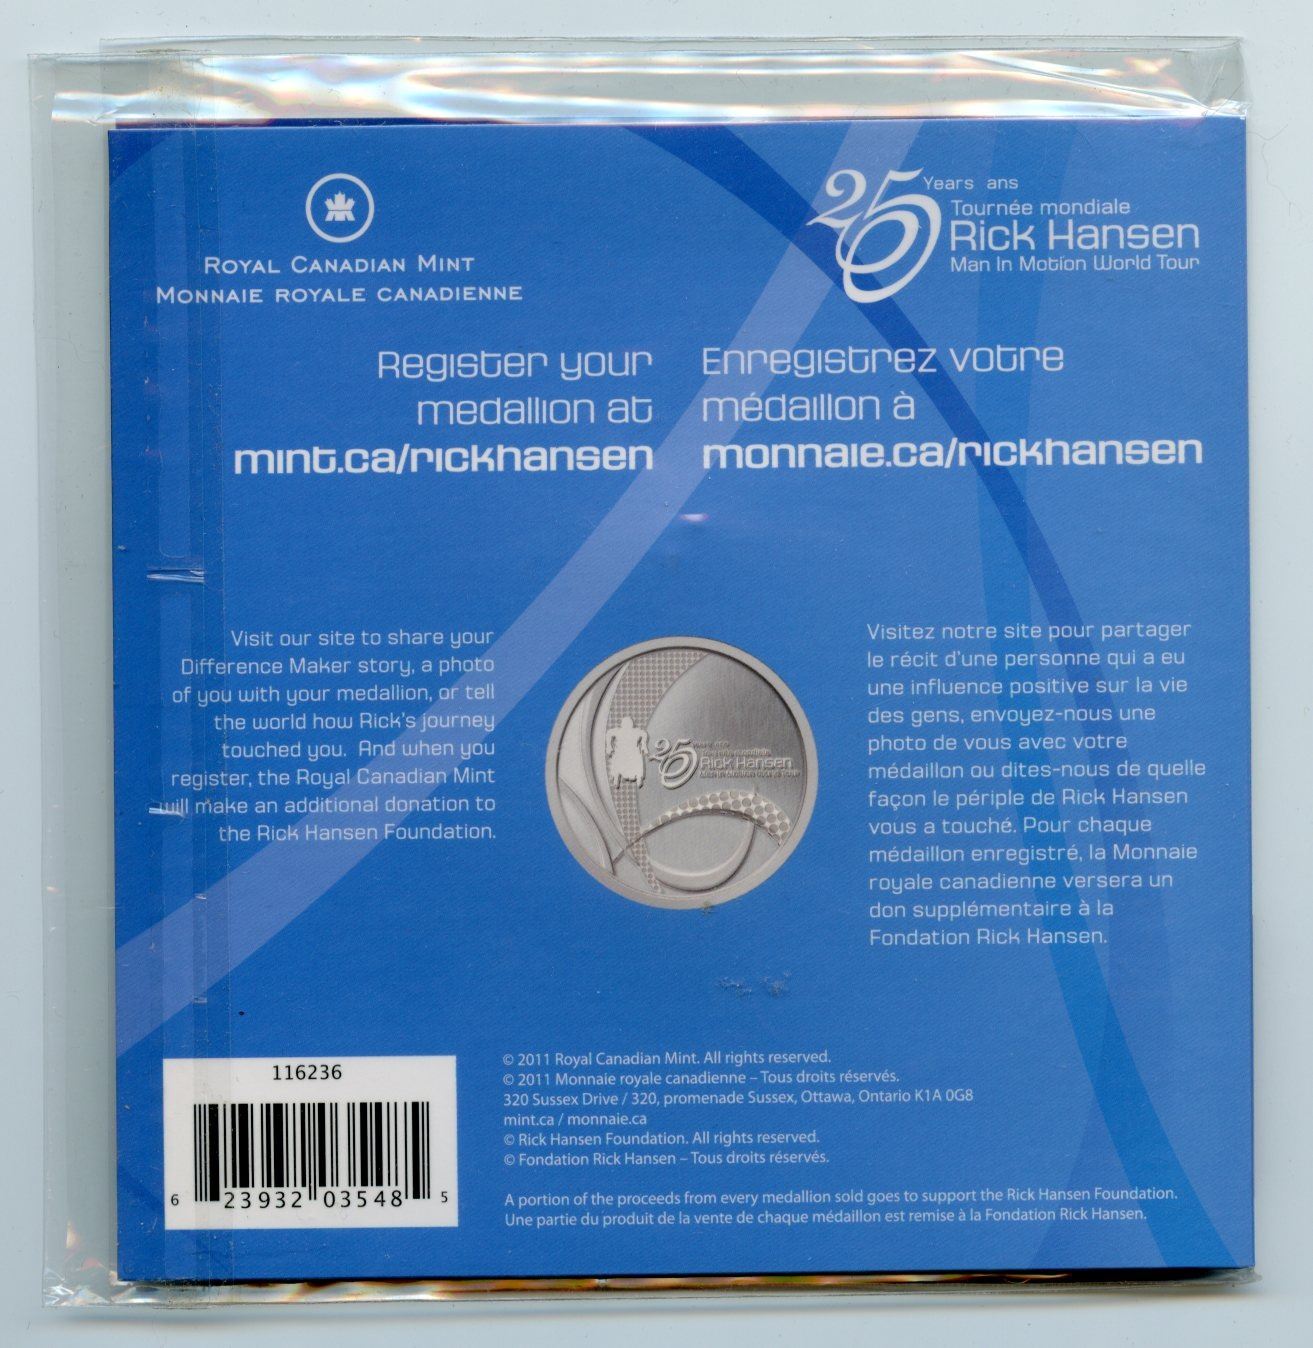 Royal Canadian Mint
Monnaie royale canadienne
25 Years ans
Tournée mondiale
Rick Hansen
Man In Motion World Tour
Register your
medallion at
mint.ca/rickhansen
Enregistrez votre
médaillon à
monnaie.ca/rickhansen
Visit our site to share your
Difference Maker story, a photo
of you with your medallion, or tell
the world how Rick's journey
touched you. And when you
register, the Royal Canadian Mint
will make an additional donation to
the Rick Hansen Foundation.
25 years ans
Tournée mondiale
Rick Hansen
Man In Motion World Tour
Visitez notre site pour partager
le récit d'une personne qui a eu
une influence positive sur la vie
des gens, envoyez-nous une
photo de vous avec votre
médaillon ou dites-nous de quelle
façon le périple de Rick Hansen
vous a touché. Pour chaque
médaillon enregistré, la Monnaie
royale canadienne versera un
don supplémentaire à la
Fondation Rick Hansen.
116236
6 23932 03548 5
© 2011 Royal Canadian Mint. All rights reserved.
© 2011 Monnaie royale canadienne – Tous droits réservés.
320 Sussex Drive / 320, promenade Sussex, Ottawa, Ontario K1A 0G8
mint.ca / monnaie.ca
© Rick Hansen Foundation. All rights reserved.
© Fondation Rick Hansen – Tous droits réservés.
A portion of the proceeds from every medallion sold goes to support the Rick Hansen Foundation.
Une partie du produit de la vente de chaque médaillon est remise à la Fondation Rick Hansen.